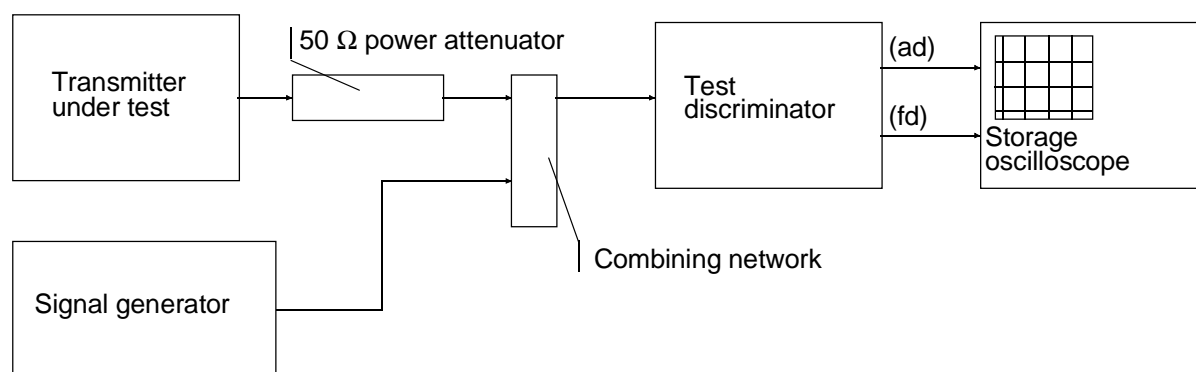 50 Ω power attenuator
Transmitter
under test
Test
discriminator
(ad)
(fd)
Storage
oscilloscope
Combining network
Signal generator